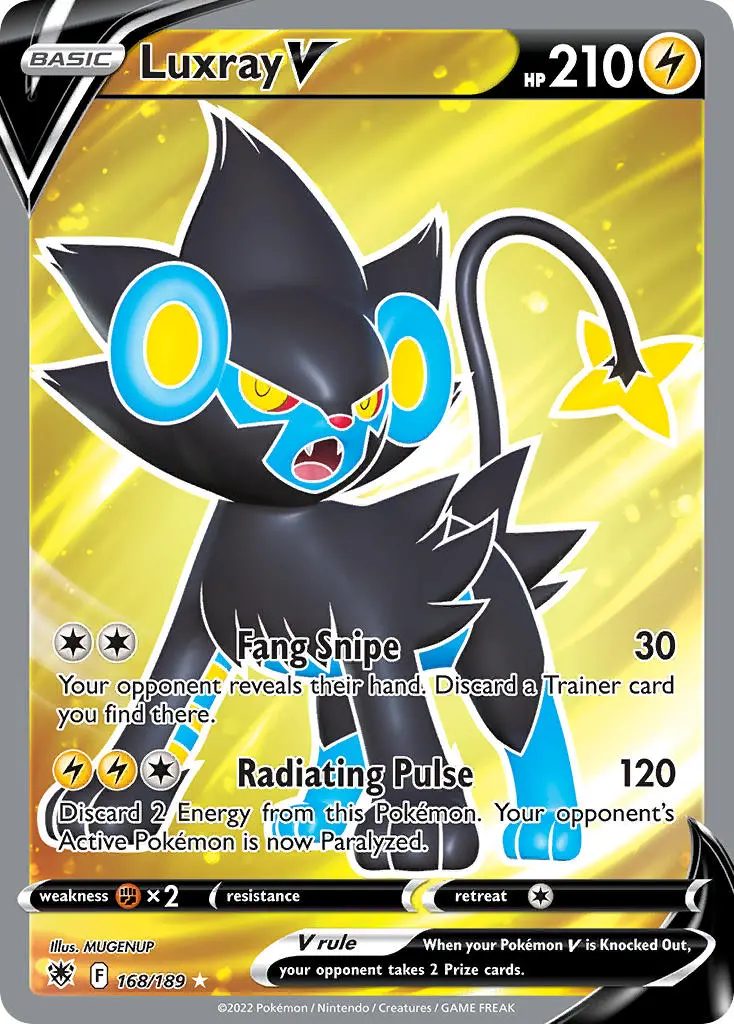 BASIC Luxray V HP 210
Fang Snipe 30
Your opponent reveals their hand. Discard a Trainer card
you find there.
Radiating Pulse 120
Discard 2 Energy from this Pokémon. Your opponent's
Active Pokémon is now Paralyzed.
weakness ×2 resistance retreat
Illus. MUGENUP
V rule When your Pokémon V is Knocked Out,
your opponent takes 2 Prize cards.
F 168/189
©2022 Pokémon / Nintendo / Creatures / GAME FREAK